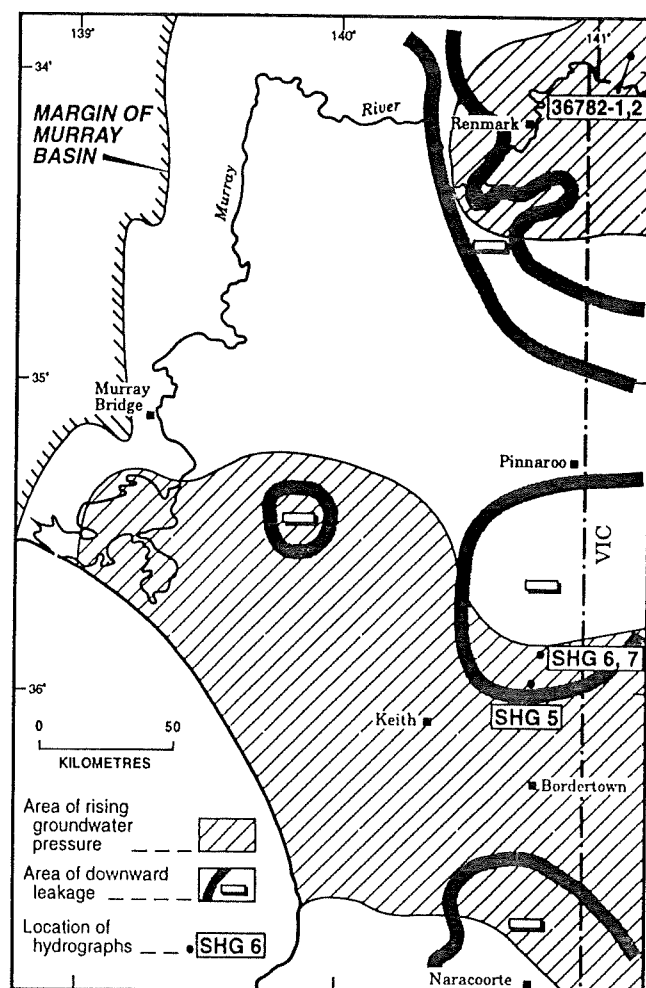 139°
140°
141°
34°
MARGIN OF
MURRAY
BASIN
River
Murray
Renmark
36782-1,2
35°
Murray
Bridge
Pinnaroo
VIC
SHG 6, 7
36°
SHG 5
Keith
0 50
KILOMETRES
Bordertown
Area of rising
groundwater
pressure
Area of downward
leakage
Location of
hydrographs
SHG 6
Naracoorte